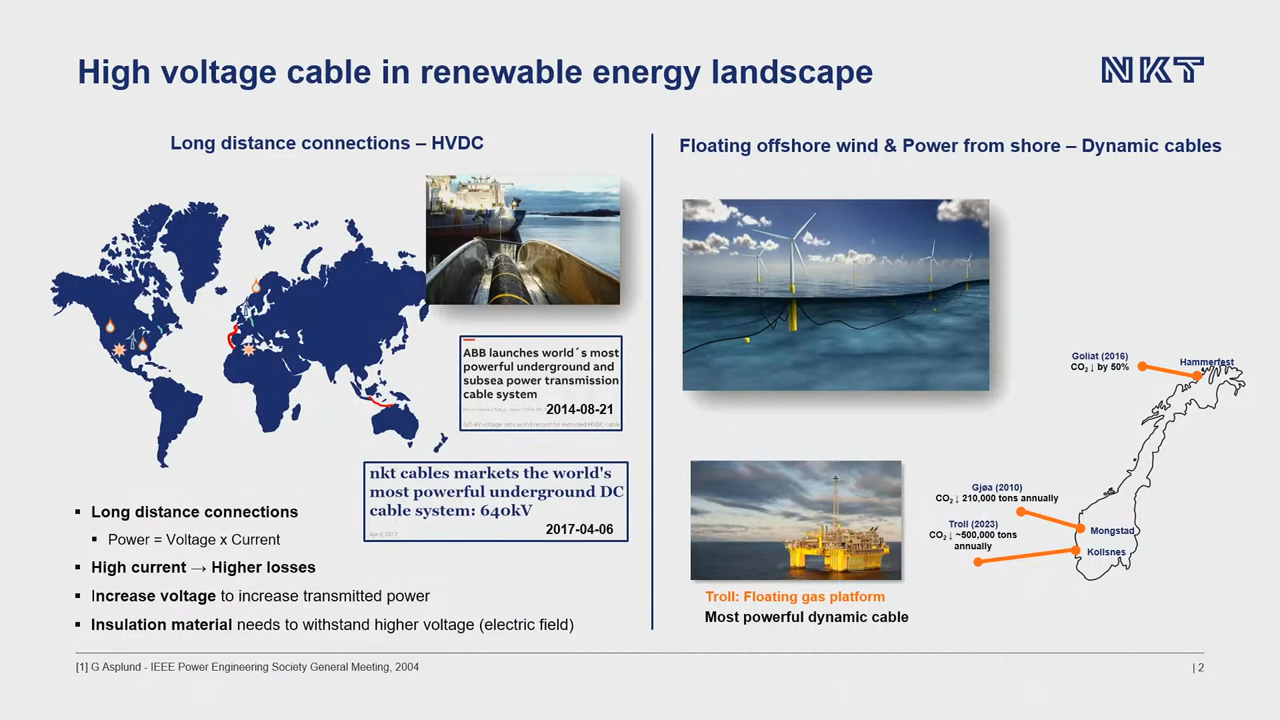 High voltage cable in renewable energy landscape
NKT
Long distance connections – HVDC
ABB launches world´s most
powerful underground and
subsea power transmission
cable system
2014-08-21
525 kV voltage sets world record for extruded HVDC cable
nkt cables markets the world's
most powerful underground DC
cable system: 640kV
Apr 6, 2017
2017-04-06
▪ Long distance connections
▪ Power = Voltage x Current
▪ High current → Higher losses
▪ Increase voltage to increase transmitted power
▪ Insulation material needs to withstand higher voltage (electric field)
Floating offshore wind & Power from shore – Dynamic cables
Goliat (2016)
CO₂ ↓ by 50%
Hammerfest
Gjøa (2010)
CO₂ ↓ 210,000 tons annually
Troll (2023)
CO₂ ↓ ~500,000 tons
annually
Mongstad
Kollsnes
Troll: Floating gas platform
Most powerful dynamic cable
[1] G Asplund - IEEE Power Engineering Society General Meeting, 2004
| 2